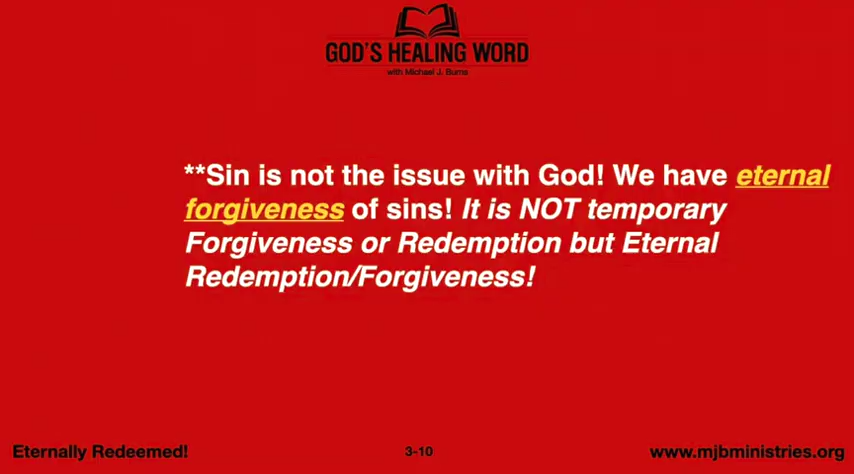 GOD'S HEALING WORD
with Michael J. Burns
**Sin is not the issue with God! We have eternal
forgiveness of sins! It is NOT temporary
Forgiveness or Redemption but Eternal
Redemption/Forgiveness!
Eternally Redeemed!
3-10
www.mjbministries.org